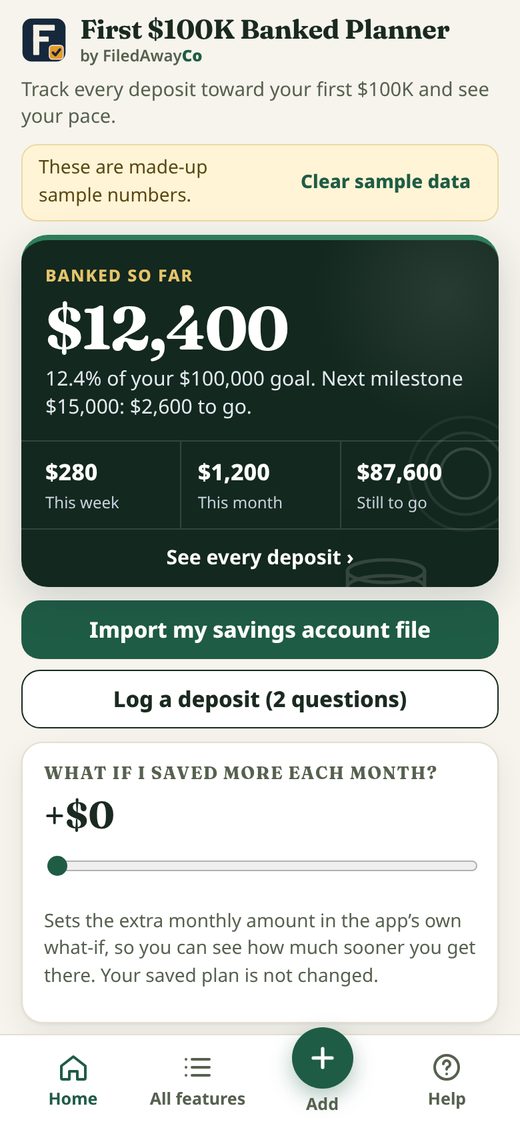 First $100K Banked Planner
by FiledAwayCo
Track every deposit toward your first $100K and see
your pace.
These are made-up
sample numbers.
Clear sample data
BANKED SO FAR
$12,400
12.4% of your $100,000 goal. Next milestone
$15,000: $2,600 to go.
$280
This week
$1,200
This month
$87,600
Still to go
See every deposit ›
Import my savings account file
Log a deposit (2 questions)
WHAT IF I SAVED MORE EACH MONTH?
+$0
Sets the extra monthly amount in the app’s own
what-if, so you can see how much sooner you get
there. Your saved plan is not changed.
Home
All features
Add
Help